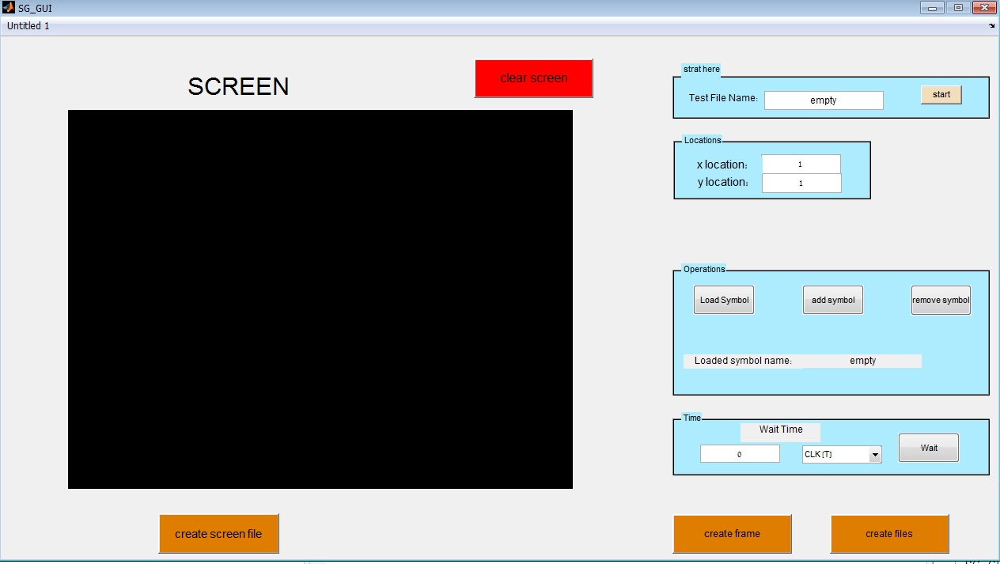 SG_GUI
Untitled 1
SCREEN
clear screen
strat here
Test File Name:
empty
start
Locations
x location:
1
y location:
1
Operations
Load Symbol
add symbol
remove symbol
Loaded symbol name:
empty
Time
Wait Time
0
CLK [T]
Wait
create screen file
create frame
create files